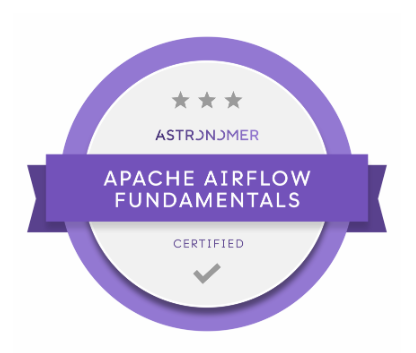 ASTRONOMER
APACHE AIRFLOW
FUNDAMENTALS
CERTIFIED